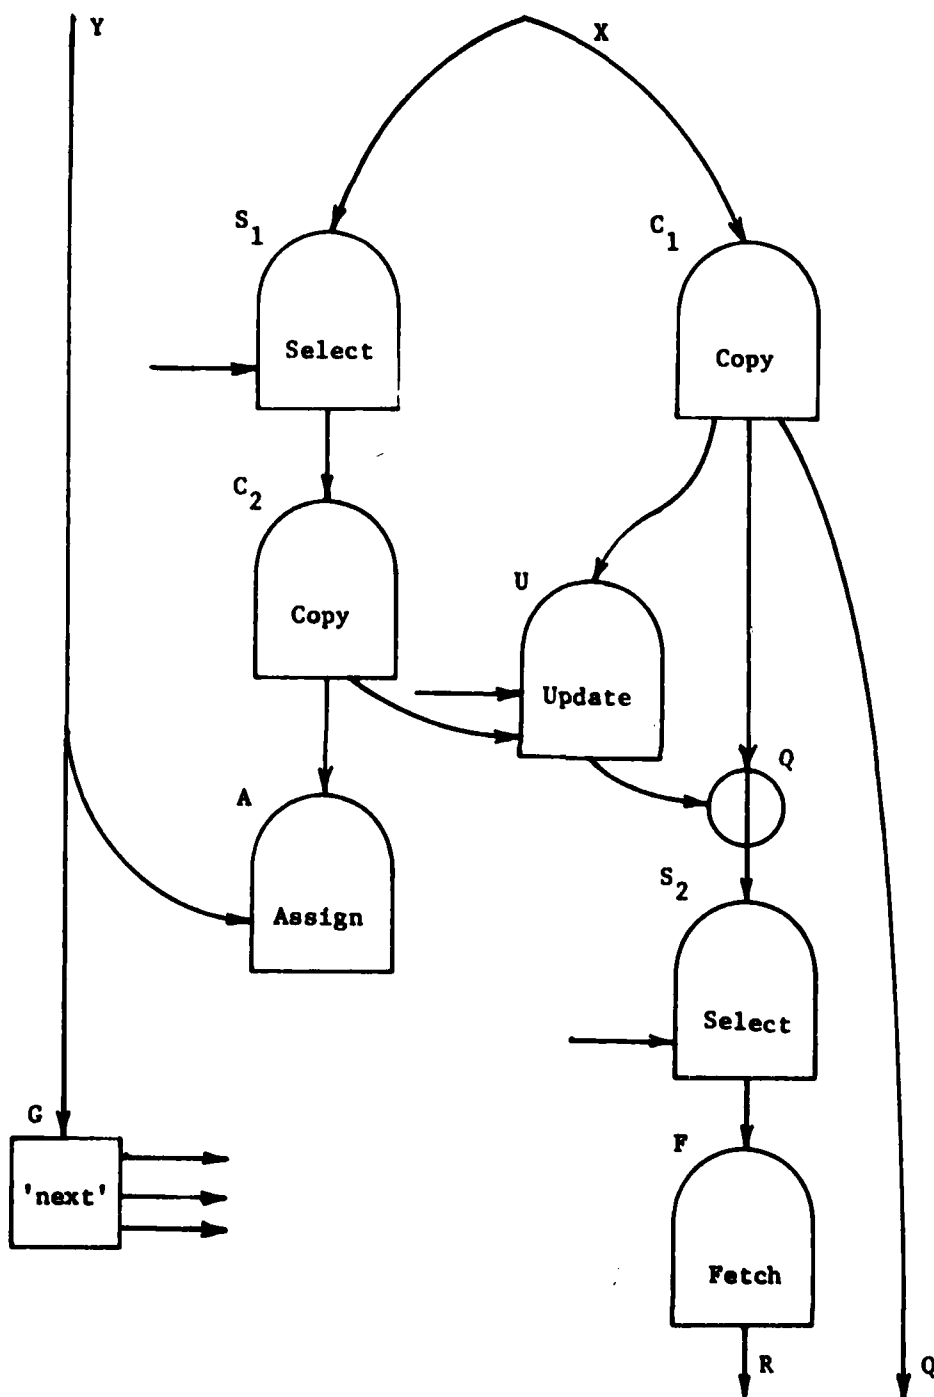 Y
X
S1
C1
Select
Copy
C2
U
Copy
Update
Q
A
S2
Assign
Select
G
F
'next'
Fetch
R
Q